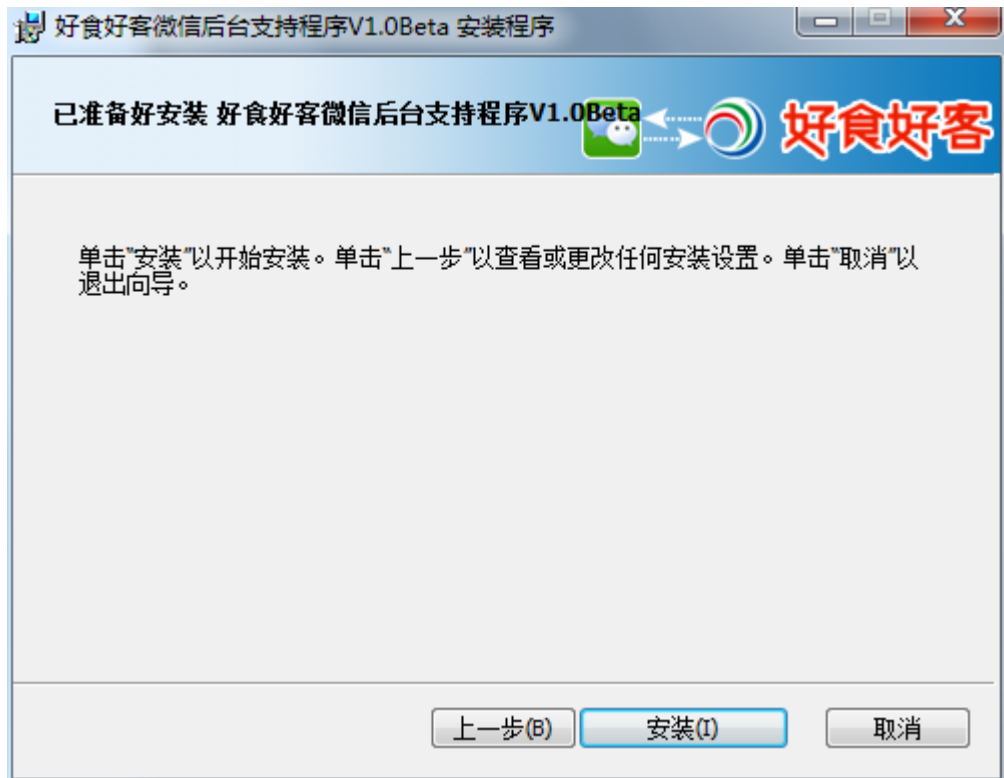 好食好客微信后台支持程序V1.0Beta 安装程序
已准备好安装 好食好客微信后台支持程序V1.0Beta
好食好客
单击"安装"以开始安装。单击"上一步"以查看或更改任何安装设置。单击"取消"以
退出向导。
上一步(B) 安装(I) 取消